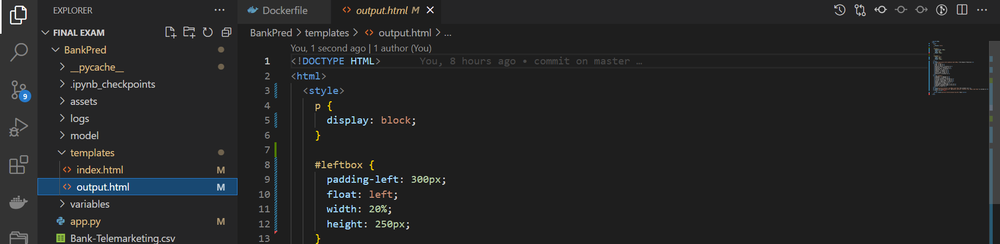 EXPLORER
FINAL EXAM
BankPred
__pycache__
.ipynb_checkpoints
assets
logs
model
templates
index.html M
output.html M
variables
app.py M
Bank-Telemarketing.csv
9
Dockerfile
output.html M
BankPred > templates > output.html > ...
You, 1 second ago | 1 author (You)
1 <!DOCTYPE HTML> You, 8 hours ago • commit on master …
2 <html>
3 <style>
4 p {
5 display: block;
6 }
7
8 #leftbox {
9 padding-left: 300px;
10 float: left;
11 width: 20%;
12 height: 250px;
13 }